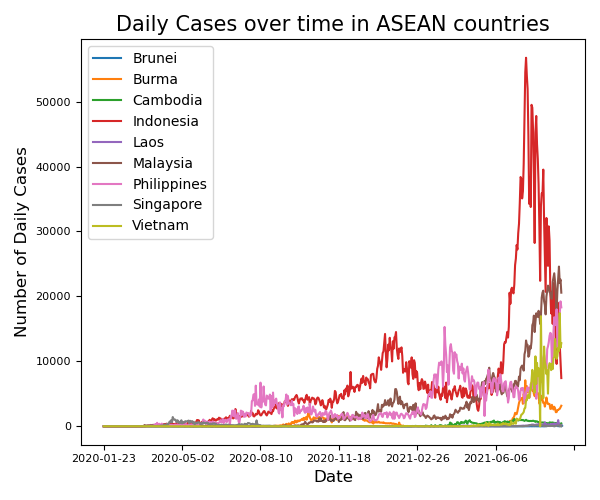 Daily Cases over time in ASEAN countries
Brunei
Burma
Cambodia
Indonesia
Laos
Malaysia
Philippines
Singapore
Vietnam
Number of Daily Cases
50000
40000
30000
20000
10000
0
2020-01-23 2020-05-02 2020-08-10 2020-11-18 2021-02-26 2021-06-06
Date